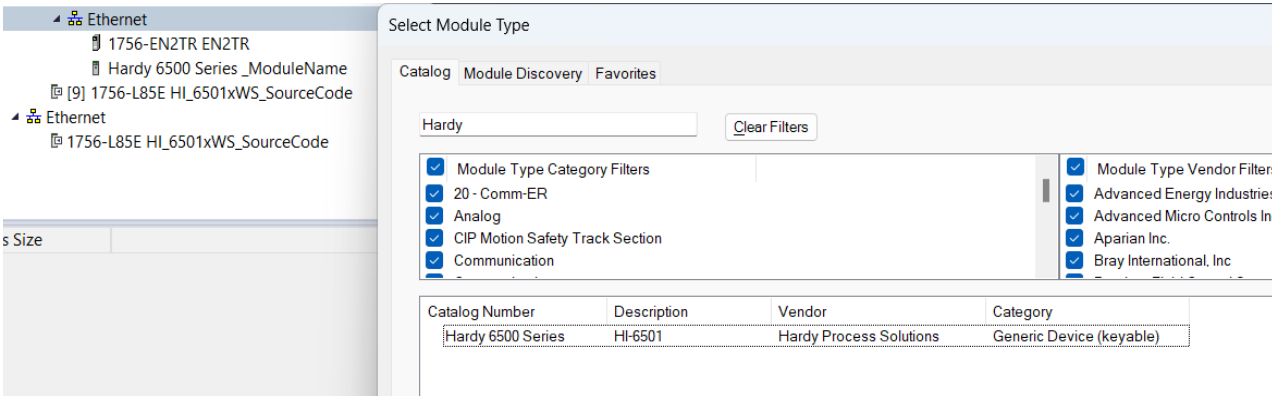 Ethernet
1756-EN2TR EN2TR
Hardy 6500 Series _ModuleName
[9] 1756-L85E HI_6501xWS_SourceCode
Ethernet
1756-L85E HI_6501xWS_SourceCode
s Size
Select Module Type
Catalog Module Discovery Favorites
Hardy Clear Filters
Module Type Category Filters
20 - Comm-ER
Analog
CIP Motion Safety Track Section
Communication
Module Type Vendor Filters
Advanced Energy Industries
Advanced Micro Controls In
Aparian Inc.
Bray International, Inc
Catalog Number Description Vendor Category
Hardy 6500 Series HI-6501 Hardy Process Solutions Generic Device (keyable)